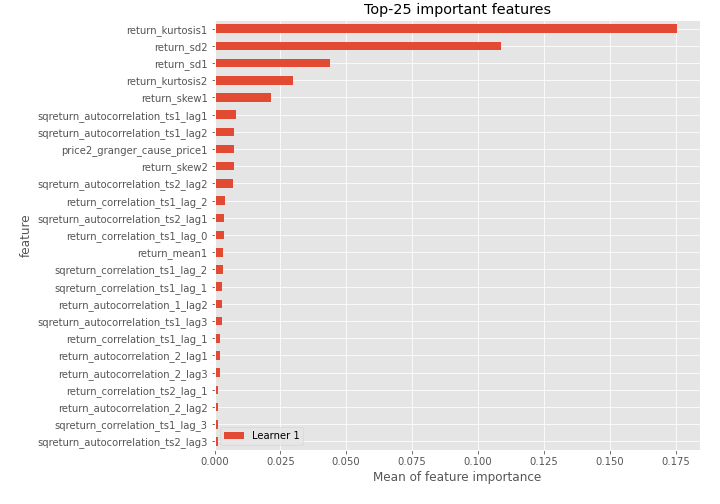 Top-25 important features
return_kurtosis1
return_sd2
return_sd1
return_kurtosis2
return_skew1
sqreturn_autocorrelation_ts1_lag1
sqreturn_autocorrelation_ts1_lag2
price2_granger_cause_price1
return_skew2
sqreturn_autocorrelation_ts2_lag2
return_correlation_ts1_lag_2
sqreturn_autocorrelation_ts2_lag1
return_correlation_ts1_lag_0
return_mean1
sqreturn_correlation_ts1_lag_2
sqreturn_correlation_ts1_lag_1
return_autocorrelation_1_lag2
sqreturn_autocorrelation_ts1_lag3
return_correlation_ts1_lag_1
return_autocorrelation_2_lag1
return_autocorrelation_2_lag3
return_correlation_ts2_lag_1
return_autocorrelation_2_lag2
sqreturn_correlation_ts1_lag_3
sqreturn_autocorrelation_ts2_lag3
feature
Learner 1
0.000 0.025 0.050 0.075 0.100 0.125 0.150 0.175
Mean of feature importance